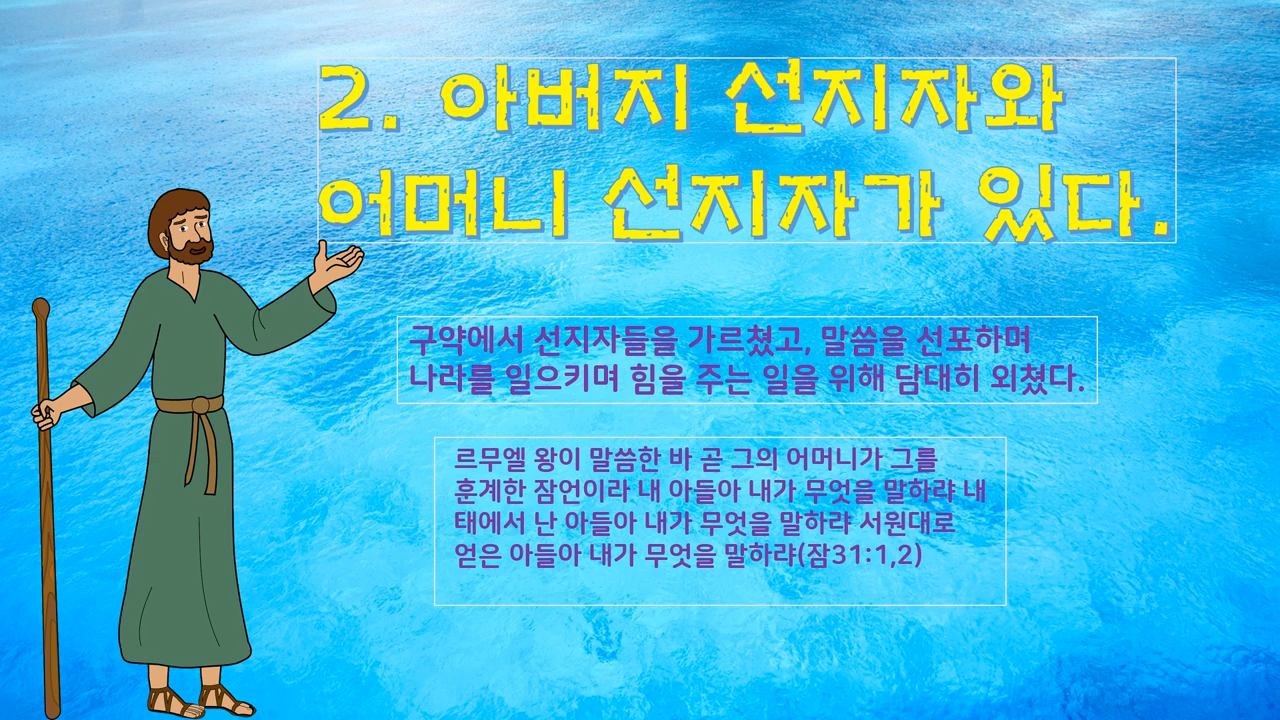 2. 아버지 선지자와
어머니 선지자가 있다.
구약에서 선지자들을 가르쳤고, 말씀을 선포하며
나라를 일으키며 힘을 주는 일을 위해 담대히 외쳤다.
르무엘 왕이 말씀한 바 곧 그의 어머니가 그를
훈계한 잠언이라 내 아들아 내가 무엇을 말하랴 내
태에서 난 아들아 내가 무엇을 말하랴 서원대로
얻은 아들아 내가 무엇을 말하랴(잠31:1,2)